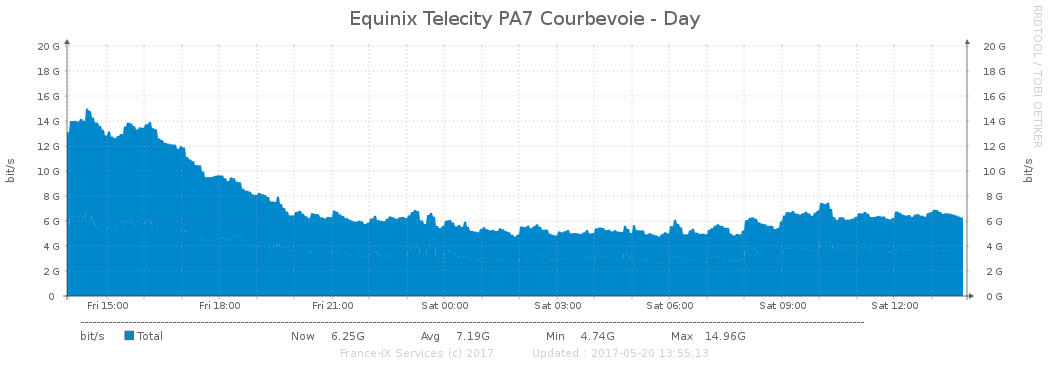 Equinix Telecity PA7 Courbevoie - Day
RRDTOOL / TOBI OETIKER
bit/s
20 G 20 G
18 G 18 G
16 G 16 G
14 G 14 G
12 G 12 G
10 G 10 G
8 G 8 G
6 G 6 G
4 G 4 G
2 G 2 G
0 0 G
bit/s
Fri 15:00 Fri 18:00 Fri 21:00 Sat 00:00 Sat 03:00 Sat 06:00 Sat 09:00 Sat 12:00
bit/s Total Now 6.25G Avg 7.19G Min 4.74G Max 14.96G
France-IX Services (c) 2017 Updated : 2017-05-20 13:55:13